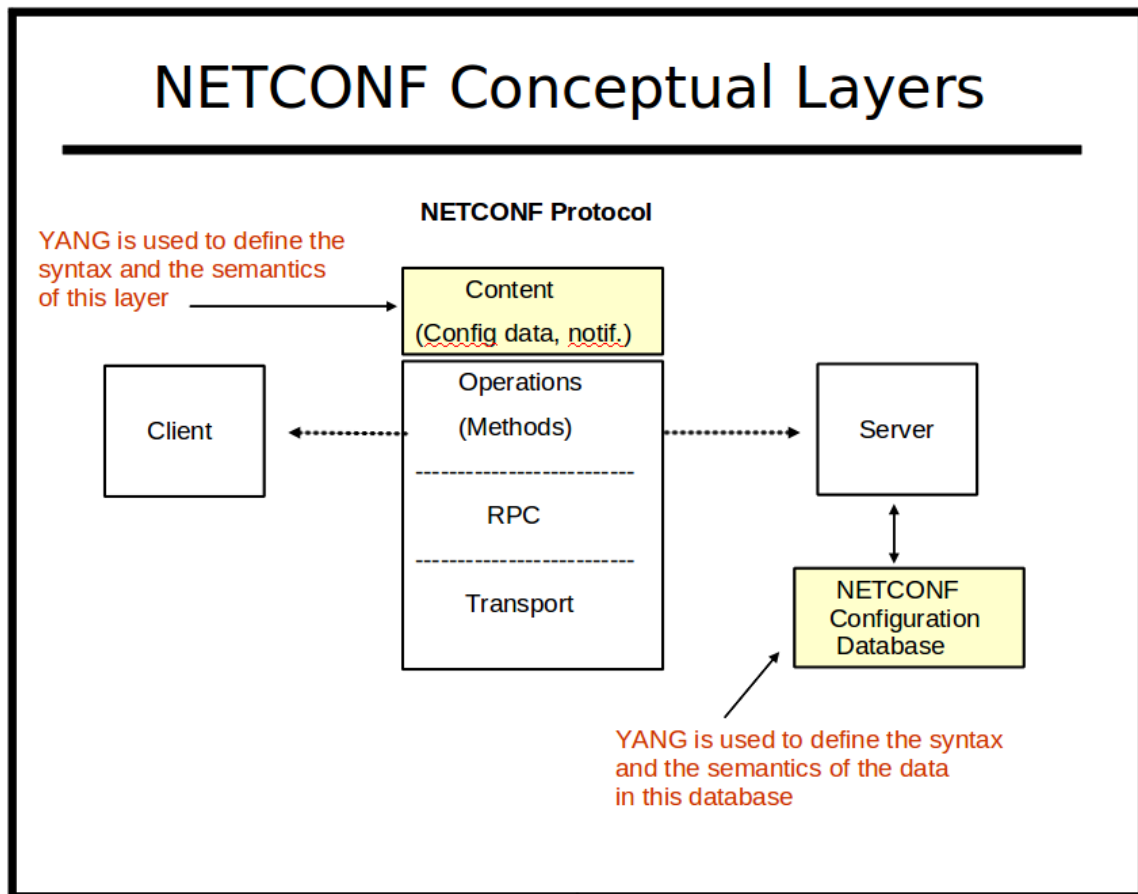 NETCONF Conceptual Layers
NETCONF Protocol
YANG is used to define the
syntax and the semantics
of this layer
Content
(Config data, notif.)
Operations
(Methods)
--------------------------
RPC
--------------------------
Transport
Client
Server
NETCONF
Configuration
Database
YANG is used to define the syntax
and the semantics of the data
in this database